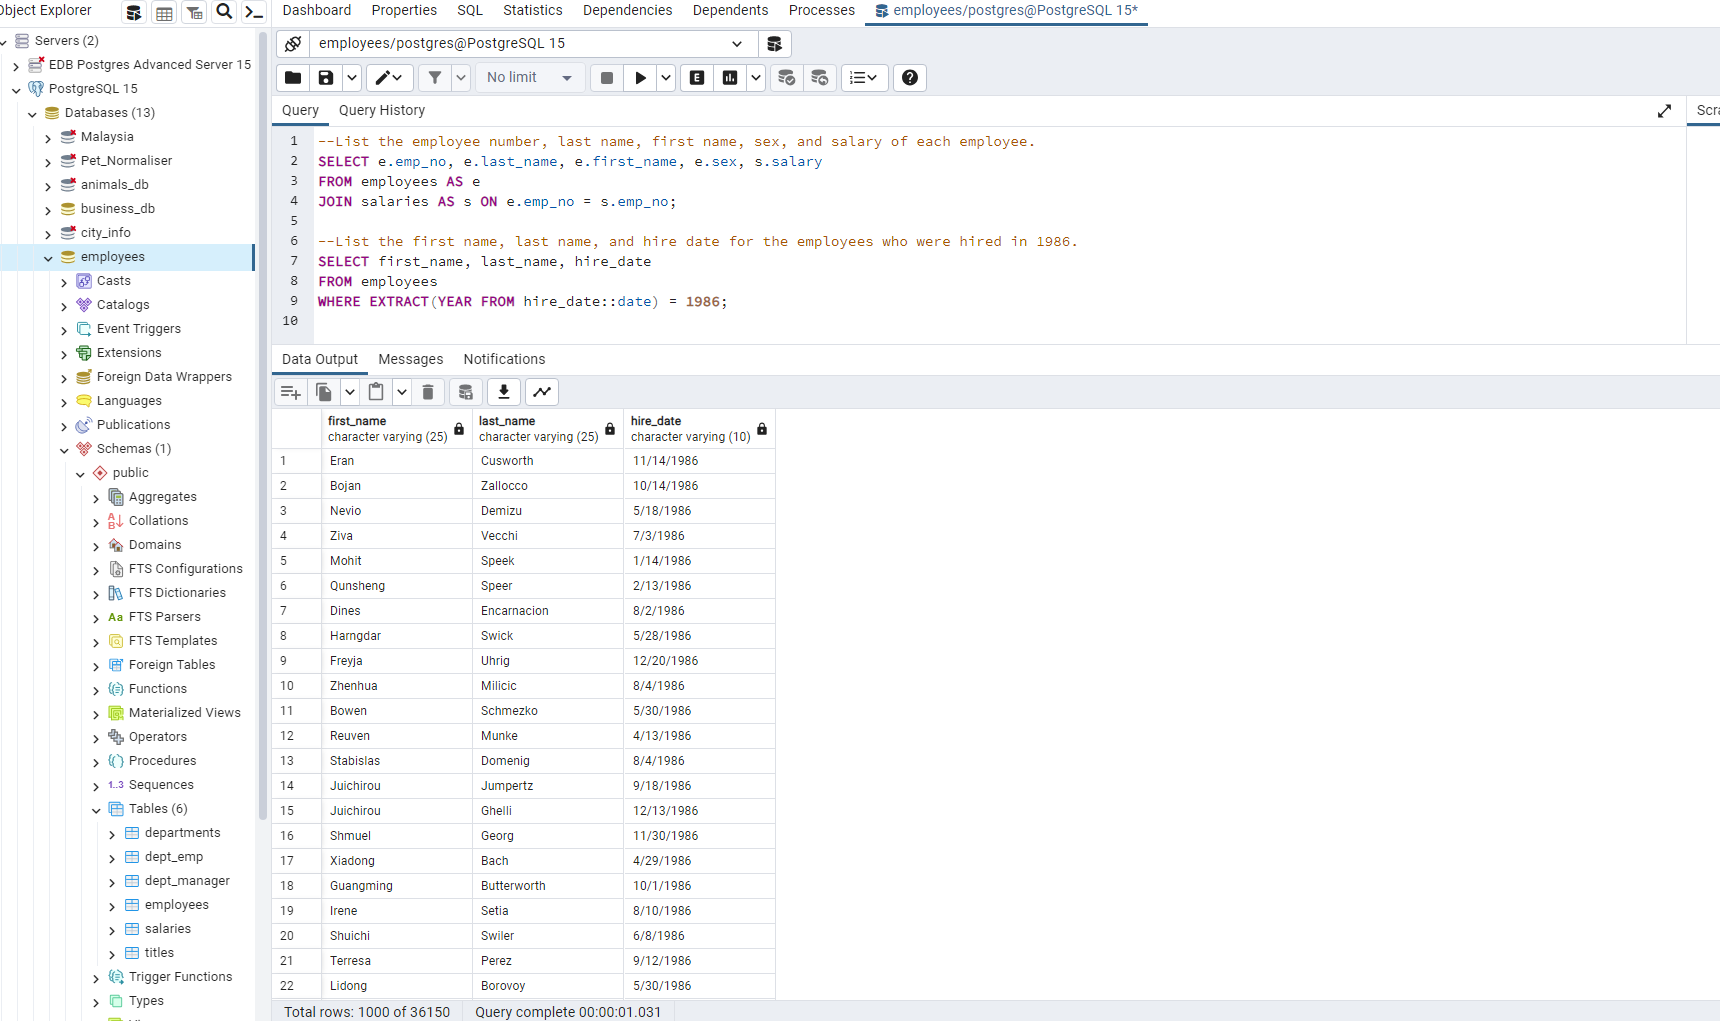 Object Explorer
Dashboard Properties SQL Statistics Dependencies Dependents Processes employees/postgres@PostgreSQL 15*
Servers (2)
EDB Postgres Advanced Server 15
PostgreSQL 15
Databases (13)
Malaysia
Pet_Normaliser
animals_db
business_db
city_info
employees
Casts
Catalogs
Event Triggers
Extensions
Foreign Data Wrappers
Languages
Publications
Schemas (1)
public
Aggregates
Collations
Domains
FTS Configurations
FTS Dictionaries
Aa FTS Parsers
FTS Templates
Foreign Tables
Functions
Materialized Views
Operators
Procedures
1..3 Sequences
Tables (6)
departments
dept_emp
dept_manager
employees
salaries
titles
Trigger Functions
Types
employees/postgres@PostgreSQL 15
No limit
E
Query Query History
Scra
1 --List the employee number, last name, first name, sex, and salary of each employee.
2 SELECT e.emp_no, e.last_name, e.first_name, e.sex, s.salary
3 FROM employees AS e
4 JOIN salaries AS s ON e.emp_no = s.emp_no;
5
6 --List the first name, last name, and hire date for the employees who were hired in 1986.
7 SELECT first_name, last_name, hire_date
8 FROM employees
9 WHERE EXTRACT(YEAR FROM hire_date::date) = 1986;
10
Data Output Messages Notifications
first_name last_name hire_date
character varying (25) character varying (25) character varying (10)
1 Eran Cusworth 11/14/1986
2 Bojan Zallocco 10/14/1986
3 Nevio Demizu 5/18/1986
4 Ziva Vecchi 7/3/1986
5 Mohit Speek 1/14/1986
6 Qunsheng Speer 2/13/1986
7 Dines Encarnacion 8/2/1986
8 Harngdar Swick 5/28/1986
9 Freyja Uhrig 12/20/1986
10 Zhenhua Milicic 8/4/1986
11 Bowen Schmezko 5/30/1986
12 Reuven Munke 4/13/1986
13 Stabislas Domenig 8/4/1986
14 Juichirou Jumpertz 9/18/1986
15 Juichirou Ghelli 12/13/1986
16 Shmuel Georg 11/30/1986
17 Xiadong Bach 4/29/1986
18 Guangming Butterworth 10/1/1986
19 Irene Setia 8/10/1986
20 Shuichi Swiler 6/8/1986
21 Terresa Perez 9/12/1986
22 Lidong Borovoy 5/30/1986
Total rows: 1000 of 36150 Query complete 00:00:01.031